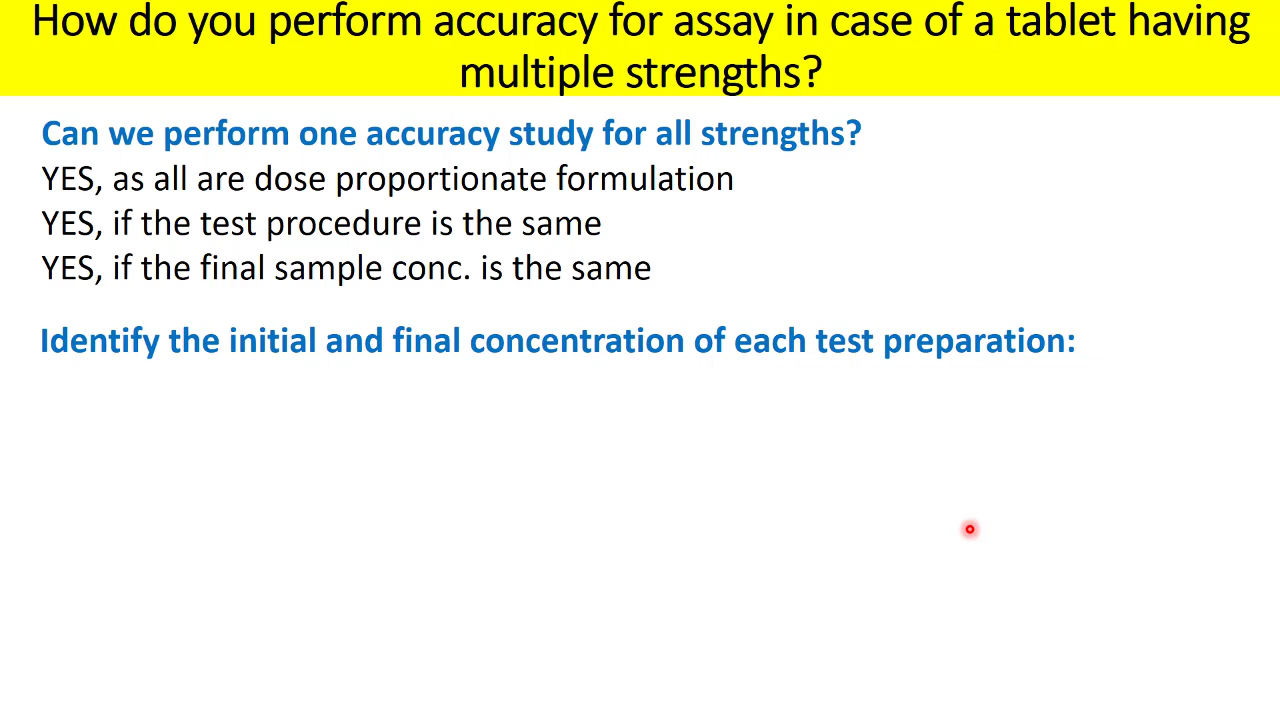 How do you perform accuracy for assay in case of a tablet having
multiple strengths?
Can we perform one accuracy study for all strengths?
YES, as all are dose proportionate formulation
YES, if the test procedure is the same
YES, if the final sample conc. is the same
Identify the initial and final concentration of each test preparation: